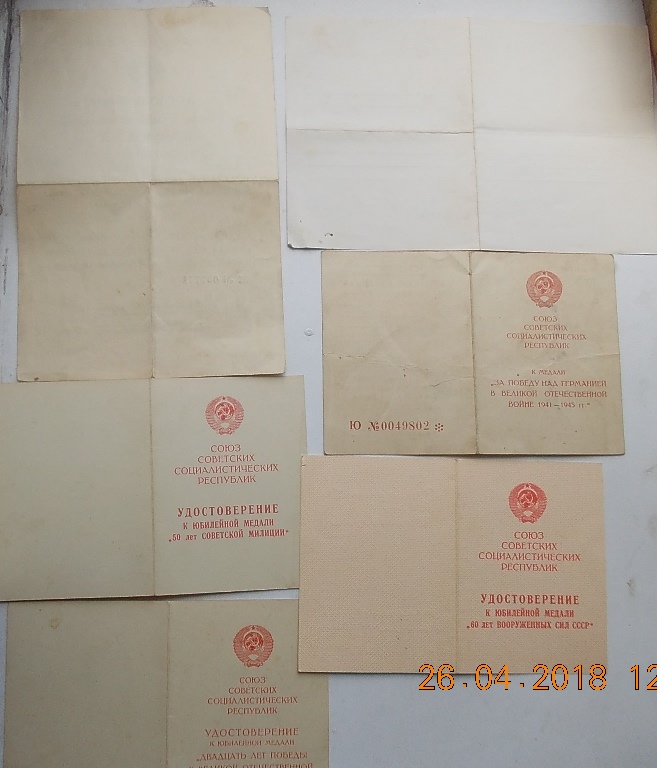 СОЮЗ
СОВЕТСКИХ
СОЦИАЛИСТИЧЕСКИХ
РЕСПУБЛИК
К МЕДАЛИ
„ЗА ПОБЕДУ НАД ГЕРМАНИЕЙ
В ВЕЛИКОЙ ОТЕЧЕСТВЕННОЙ
ВОЙНЕ 1941–1945 гг."
Ю №0049802 ✻
СОЮЗ
СОВЕТСКИХ
СОЦИАЛИСТИЧЕСКИХ
РЕСПУБЛИК
УДОСТОВЕРЕНИЕ
К ЮБИЛЕЙНОЙ МЕДАЛИ
„50 лет СОВЕТСКОЙ МИЛИЦИИ"
СОЮЗ
СОВЕТСКИХ
СОЦИАЛИСТИЧЕСКИХ
РЕСПУБЛИК
УДОСТОВЕРЕНИЕ
К ЮБИЛЕЙНОЙ МЕДАЛИ
„60 лет ВООРУЖЕННЫХ СИЛ СССР"
СОЮЗ
СОВЕТСКИХ
СОЦИАЛИСТИЧЕСКИХ
РЕСПУБЛИК
УДОСТОВЕРЕНИЕ
К ЮБИЛЕЙНОЙ МЕДАЛИ
„ДВАДЦАТЬ ЛЕТ ПОБЕДЫ
В ВЕЛИКОЙ ОТЕЧЕСТВЕННОЙ
26.04.2018 12